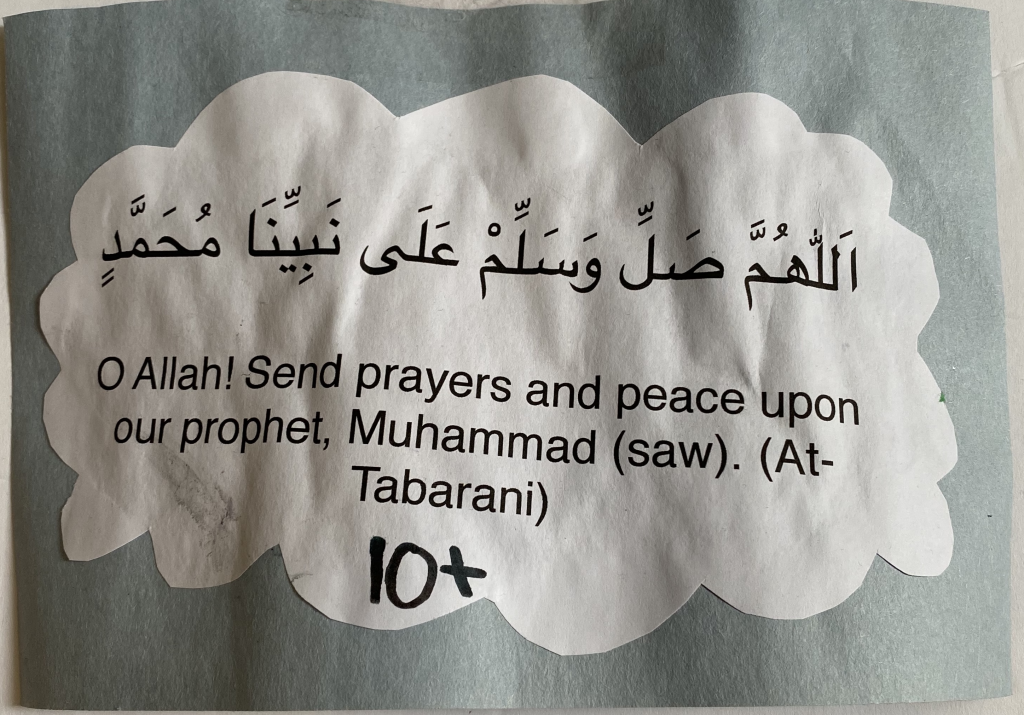 اَللّٰهُمَّ صَلِّ وَسَلِّمْ عَلَى نَبِيِّنَا مُحَمَّدٍ
O Allah! Send prayers and peace upon
our prophet, Muhammad (saw). (At-
Tabarani)
10+